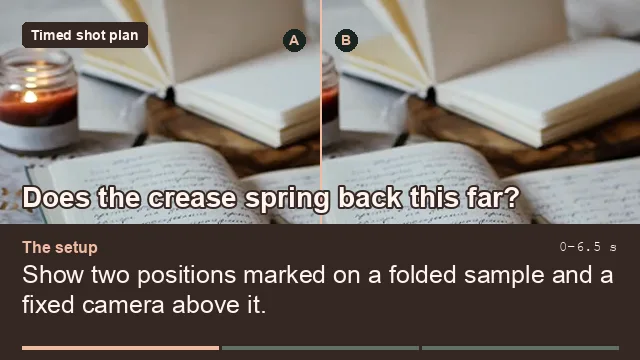 Timed shot plan
A
B
Does the crease spring back this far?
The setup
0–6.5 s
Show two positions marked on a folded sample and a
fixed camera above it.